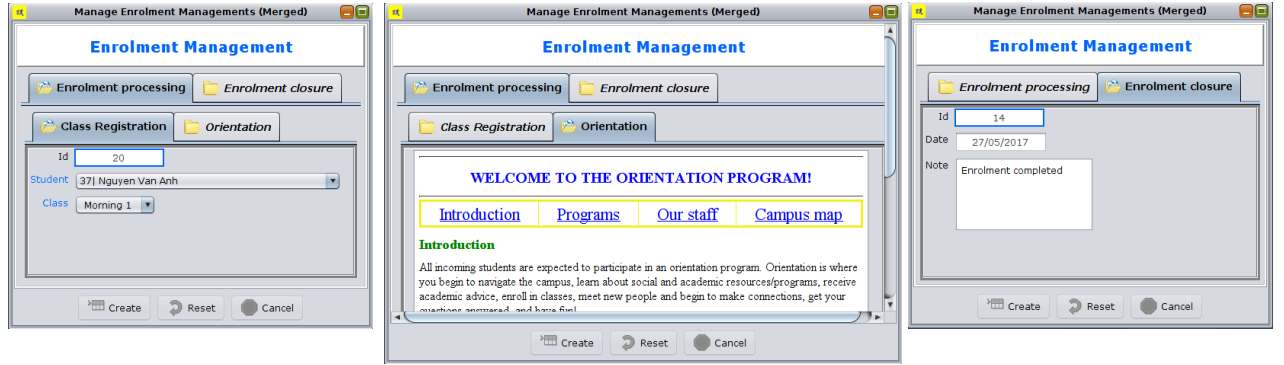 Manage Enrolment Managements (Merged)
Enrolment Management
Enrolment processing Enrolment closure
Class Registration Orientation
Id 20
Student 37| Nguyen Van Anh
Class Morning 1
Create Reset Cancel
Manage Enrolment Managements (Merged)
Enrolment Management
Enrolment processing Enrolment closure
Class Registration Orientation
WELCOME TO THE ORIENTATION PROGRAM!
Introduction Programs Our staff Campus map
Introduction
All incoming students are expected to participate in an orientation program. Orientation is where
you begin to navigate the campus, learn about social and academic resources/programs, receive
academic advice, enroll in classes, meet new people and begin to make connections, get your
questions answered, and have fun!
Create Reset Cancel
Manage Enrolment Managements (Merged)
Enrolment Management
Enrolment processing Enrolment closure
Id 14
Date 27/05/2017
Note Enrolment completed
Create Reset Cancel